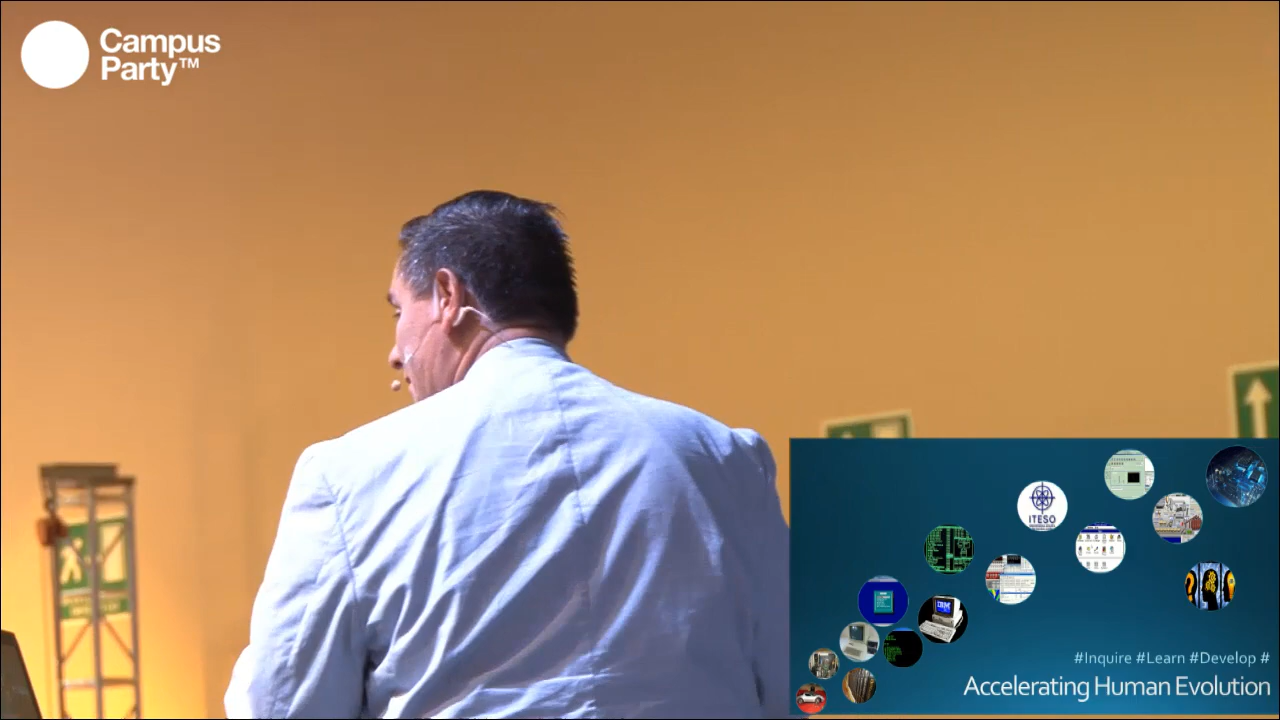 Campus
Party™
ITESO
IBM
#Inquire #Learn #Develop #
Accelerating Human Evolution